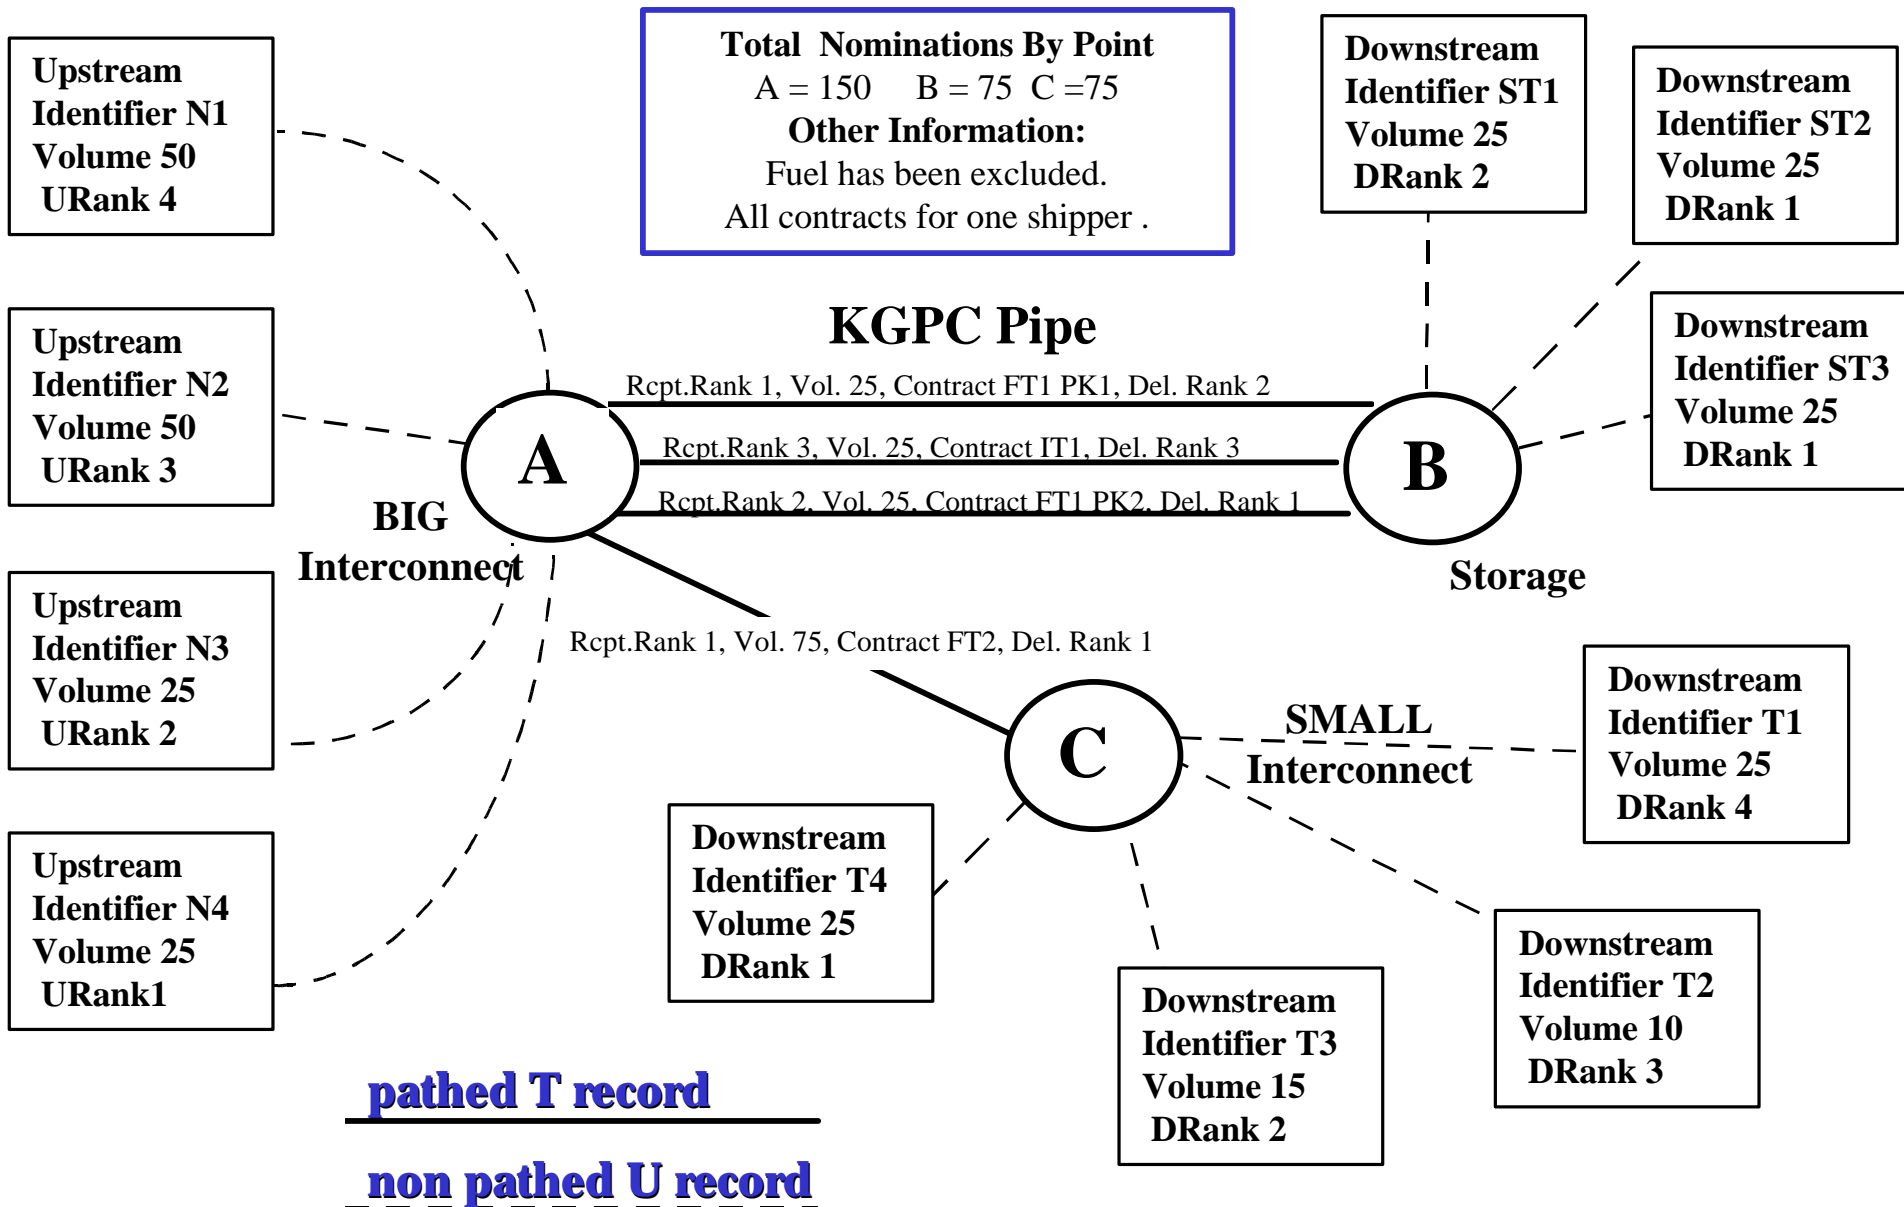 Total Nominations By Point
A = 150 B = 75 C =75
Other Information:
Fuel has been excluded.
All contracts for one shipper .
Upstream
Identifier N1
Volume 50
URank 4
Upstream
Identifier N2
Volume 50
URank 3
Upstream
Identifier N3
Volume 25
URank 2
Upstream
Identifier N4
Volume 25
URank1
Downstream
Identifier ST1
Volume 25
DRank 2
Downstream
Identifier ST2
Volume 25
DRank 1
Downstream
Identifier ST3
Volume 25
DRank 1
KGPC Pipe
Rcpt.Rank 1, Vol. 25, Contract FT1 PK1, Del. Rank 2
Rcpt.Rank 3, Vol. 25, Contract IT1, Del. Rank 3
Rcpt.Rank 2, Vol. 25, Contract FT1 PK2, Del. Rank 1
A
B
BIG
Interconnect
Storage
Rcpt.Rank 1, Vol. 75, Contract FT2, Del. Rank 1
C
SMALL
Interconnect
Downstream
Identifier T1
Volume 25
DRank 4
Downstream
Identifier T4
Volume 25
DRank 1
Downstream
Identifier T3
Volume 15
DRank 2
Downstream
Identifier T2
Volume 10
DRank 3
pathed T record
non pathed U record